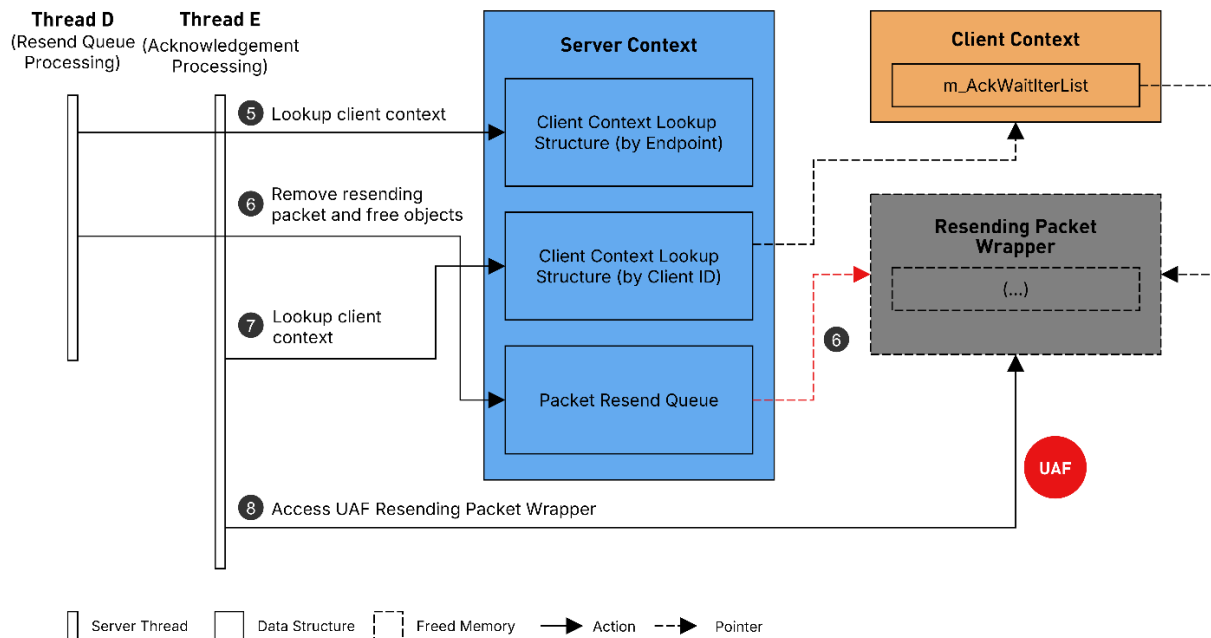 Thread D
(Resend Queue
Processing)
Thread E
(Acknowledgement
Processing)
Server Context
Client Context
m_AckWaitIterList
5 Lookup client context
Client Context Lookup
Structure (by Endpoint)
6 Remove resending
packet and free objects
Client Context Lookup
Structure (by Client ID)
Resending Packet
Wrapper
(...)
7 Lookup client
context
6
Packet Resend Queue
UAF
8 Access UAF Resending Packet Wrapper
Server Thread
Data Structure
Freed Memory
Action
Pointer